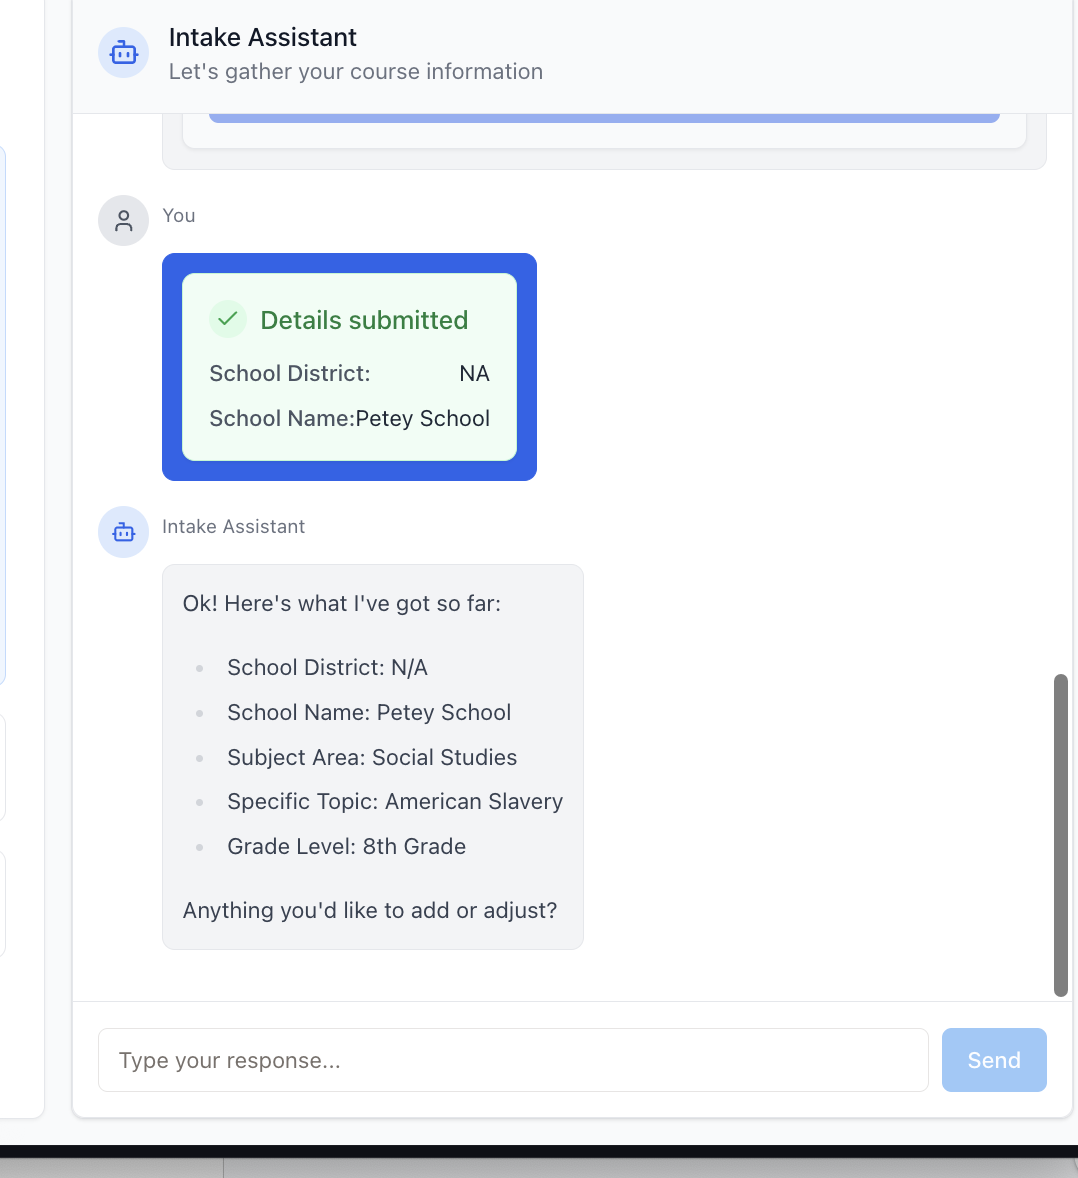 Intake Assistant
Let's gather your course information
You
Details submitted
School District: NA
School Name:Petey School
Intake Assistant
Ok! Here's what I've got so far:
School District: N/A
School Name: Petey School
Subject Area: Social Studies
Specific Topic: American Slavery
Grade Level: 8th Grade
Anything you'd like to add or adjust?
Type your response...
Send